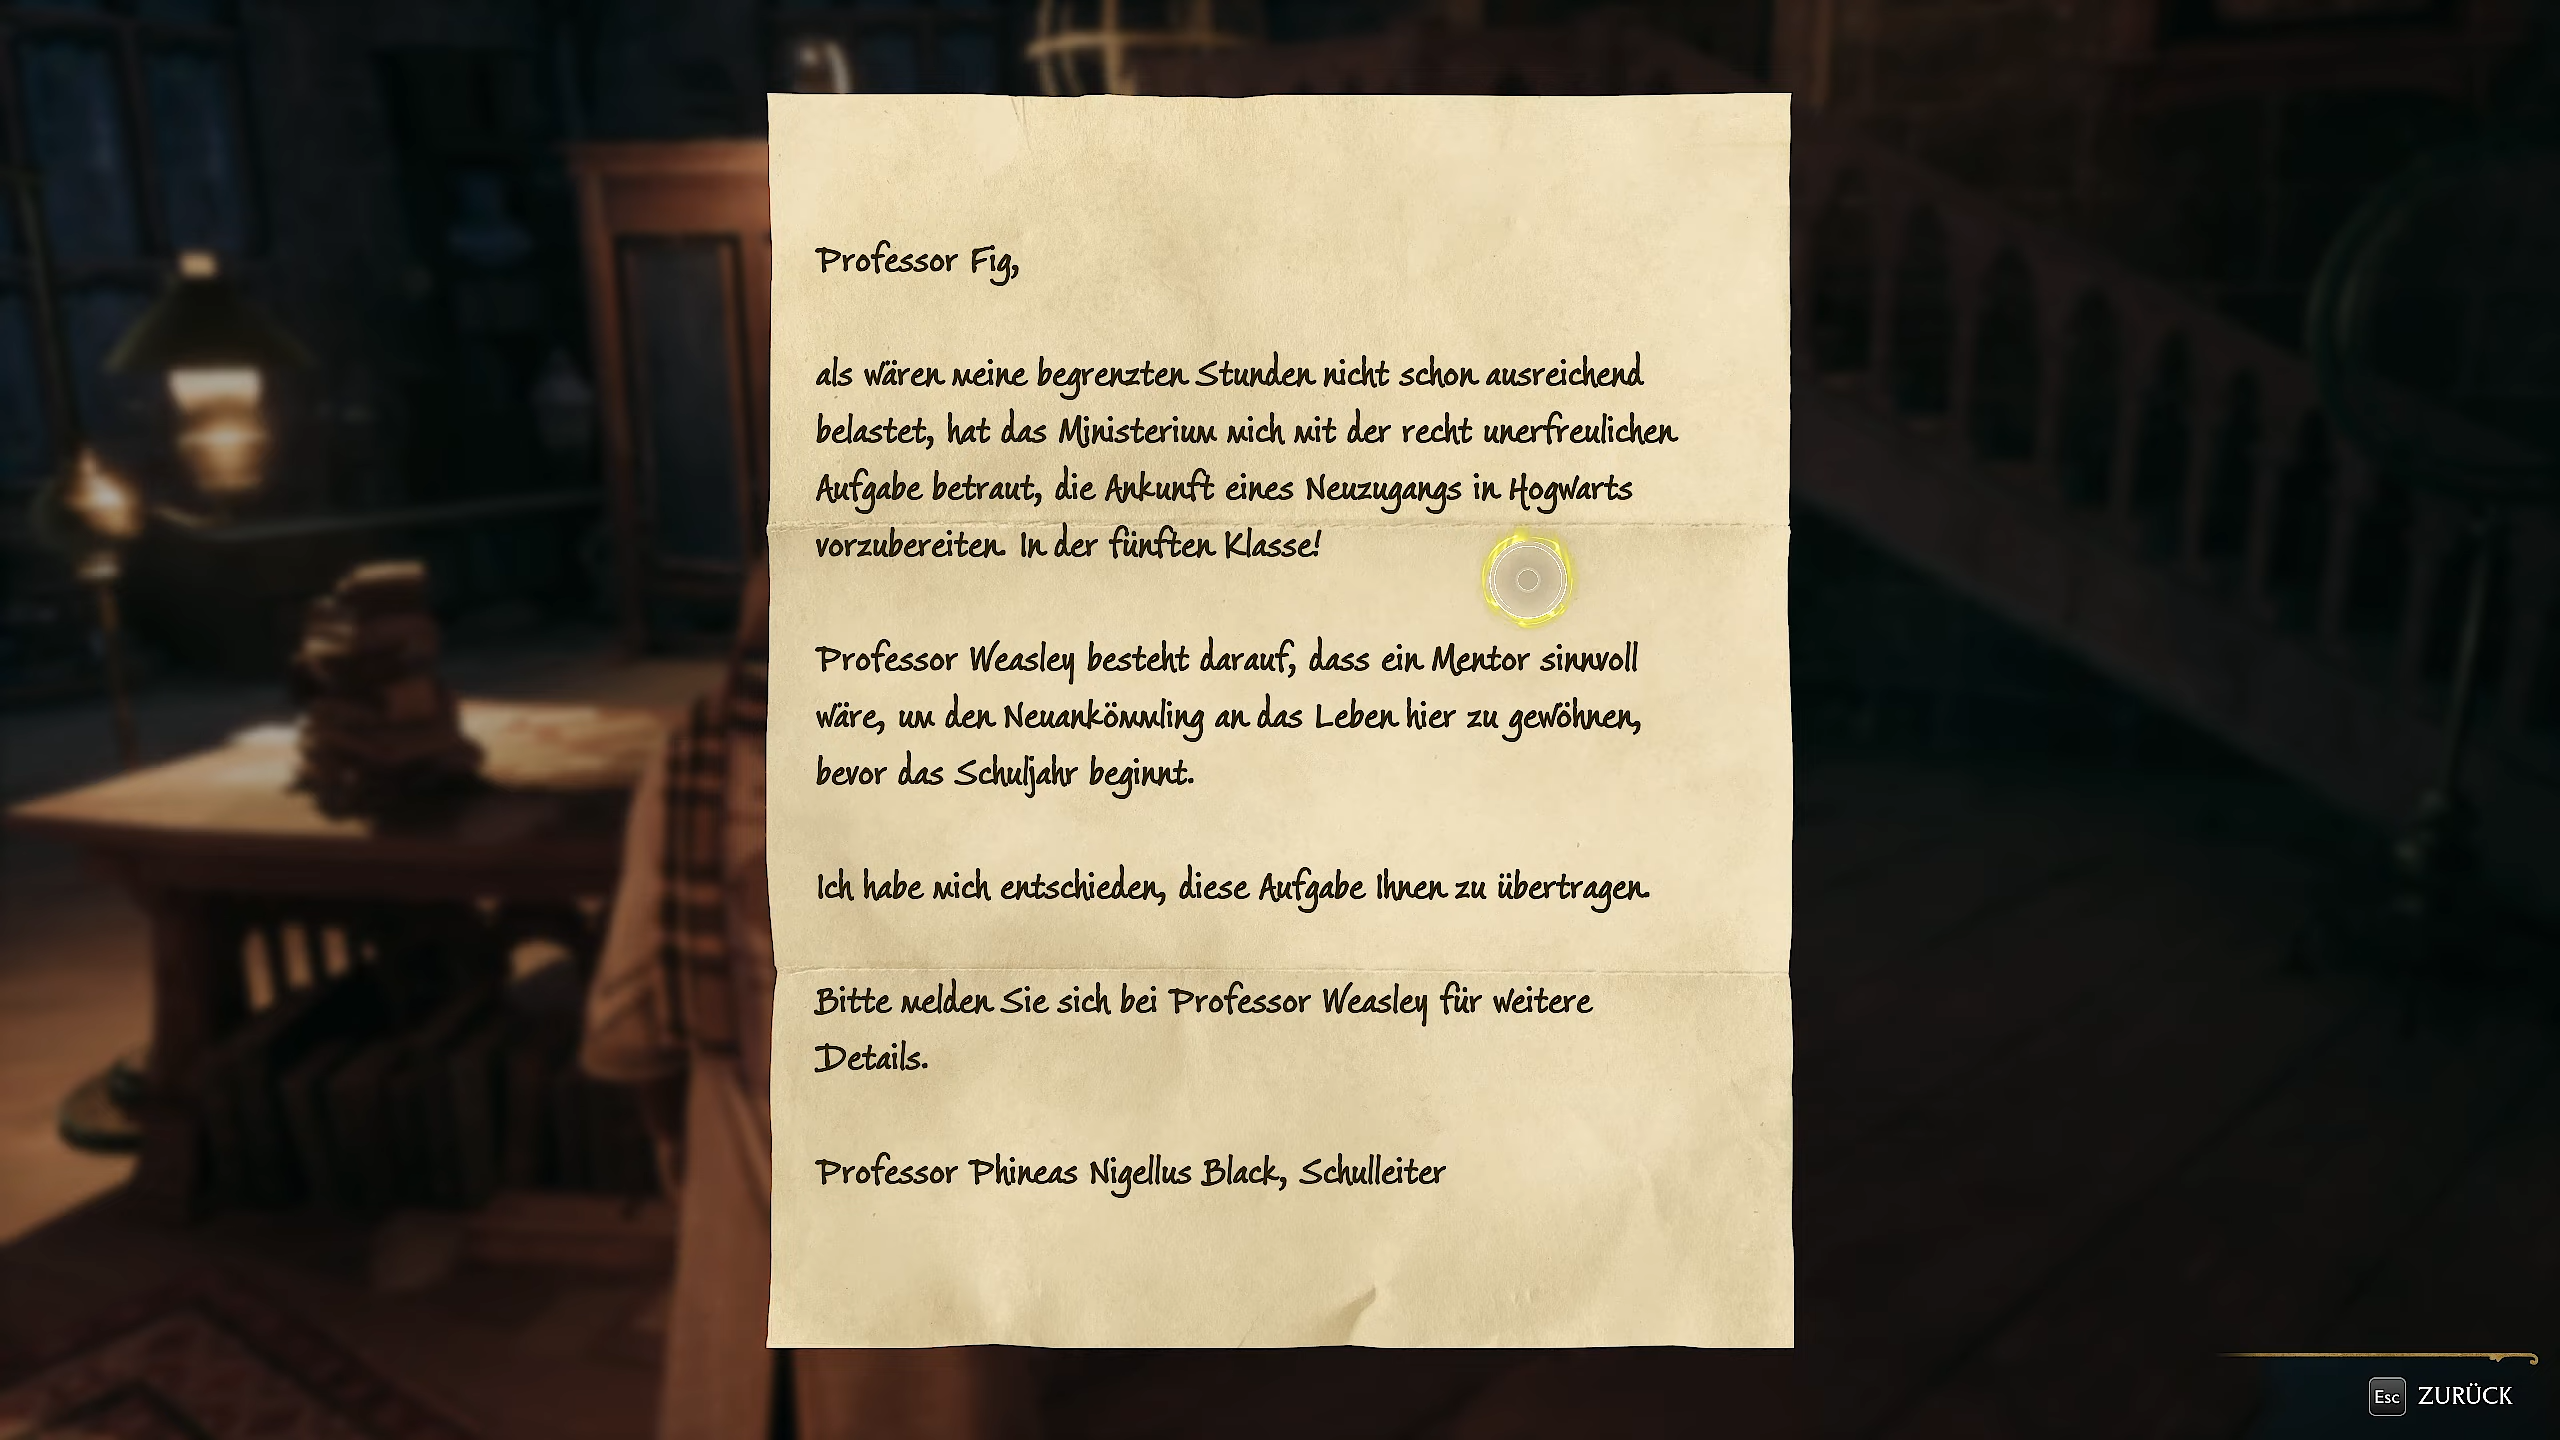 Professor Fig,
als wären meine begrenzten Stunden nicht schon ausreichend
belastet, hat das Ministerium mich mit der recht unerfreulichen
Aufgabe betraut, die Ankunft eines Neuzugangs in Hogwarts
vorzubereiten. In der fünften Klasse!
Professor Weasley besteht darauf, dass ein Mentor sinnvoll
wäre, um den Neuankömmling an das Leben hier zu gewöhnen,
bevor das Schuljahr beginnt.
Ich habe mich entschieden, diese Aufgabe Ihnen zu übertragen.
Bitte melden Sie sich bei Professor Weasley für weitere
Details.
Professor Phineas Nigellus Black, Schulleiter
Esc ZURÜCK